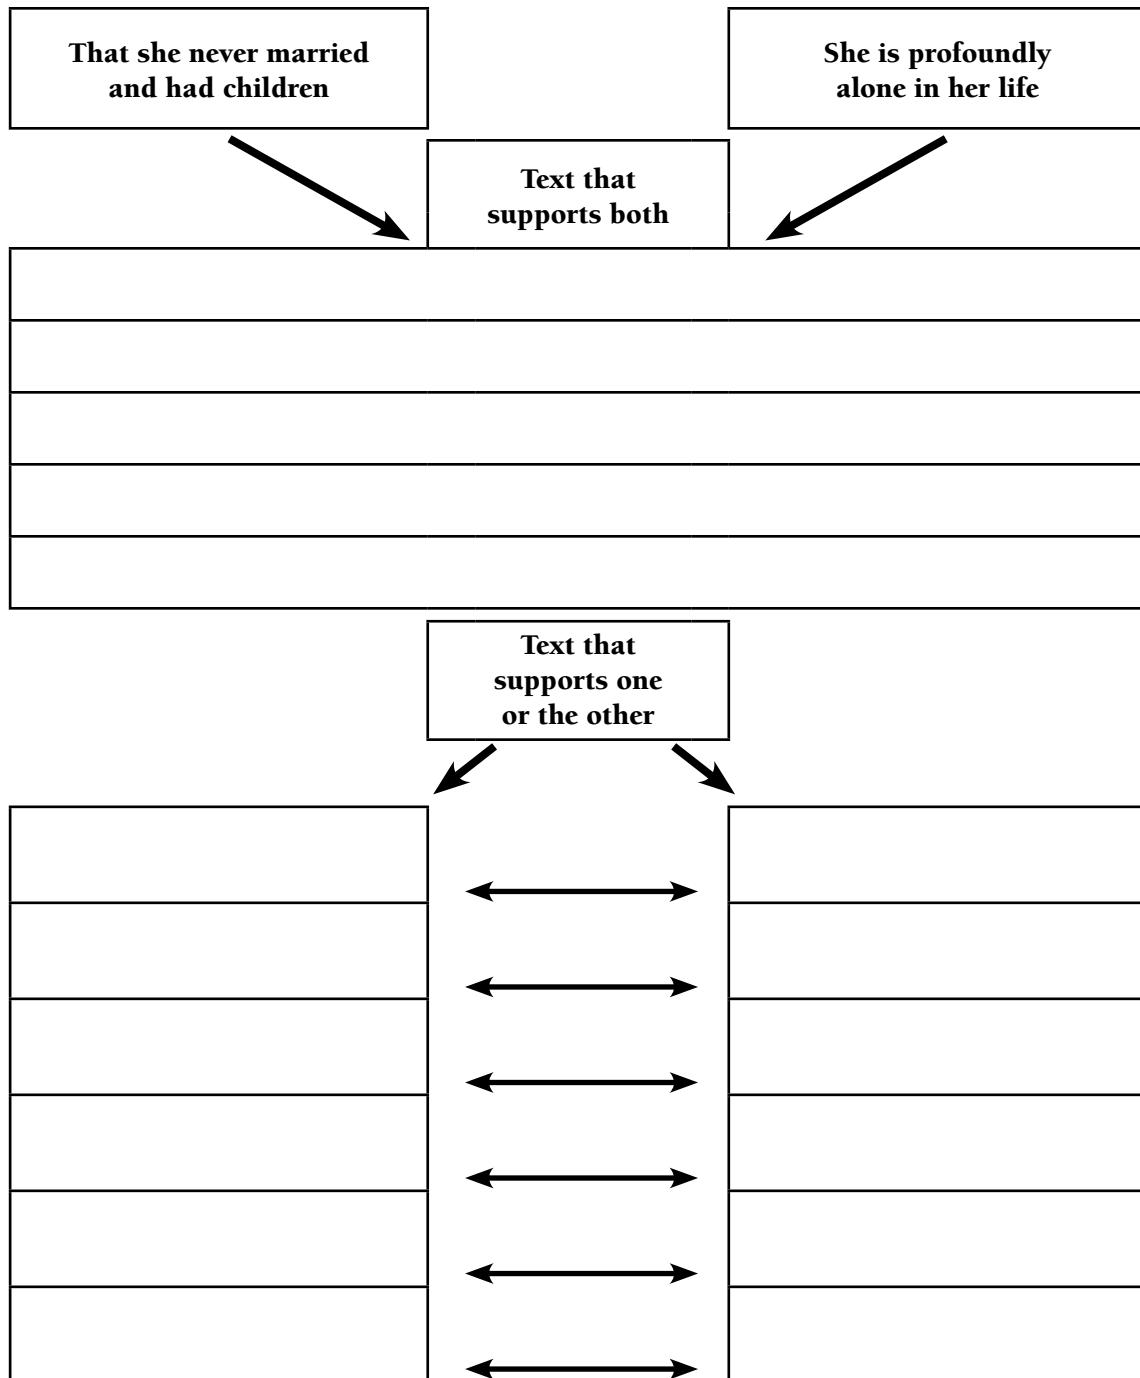 That she never married
and had children
She is profoundly
alone in her life
Text that
supports both
Text that
supports one
or the other